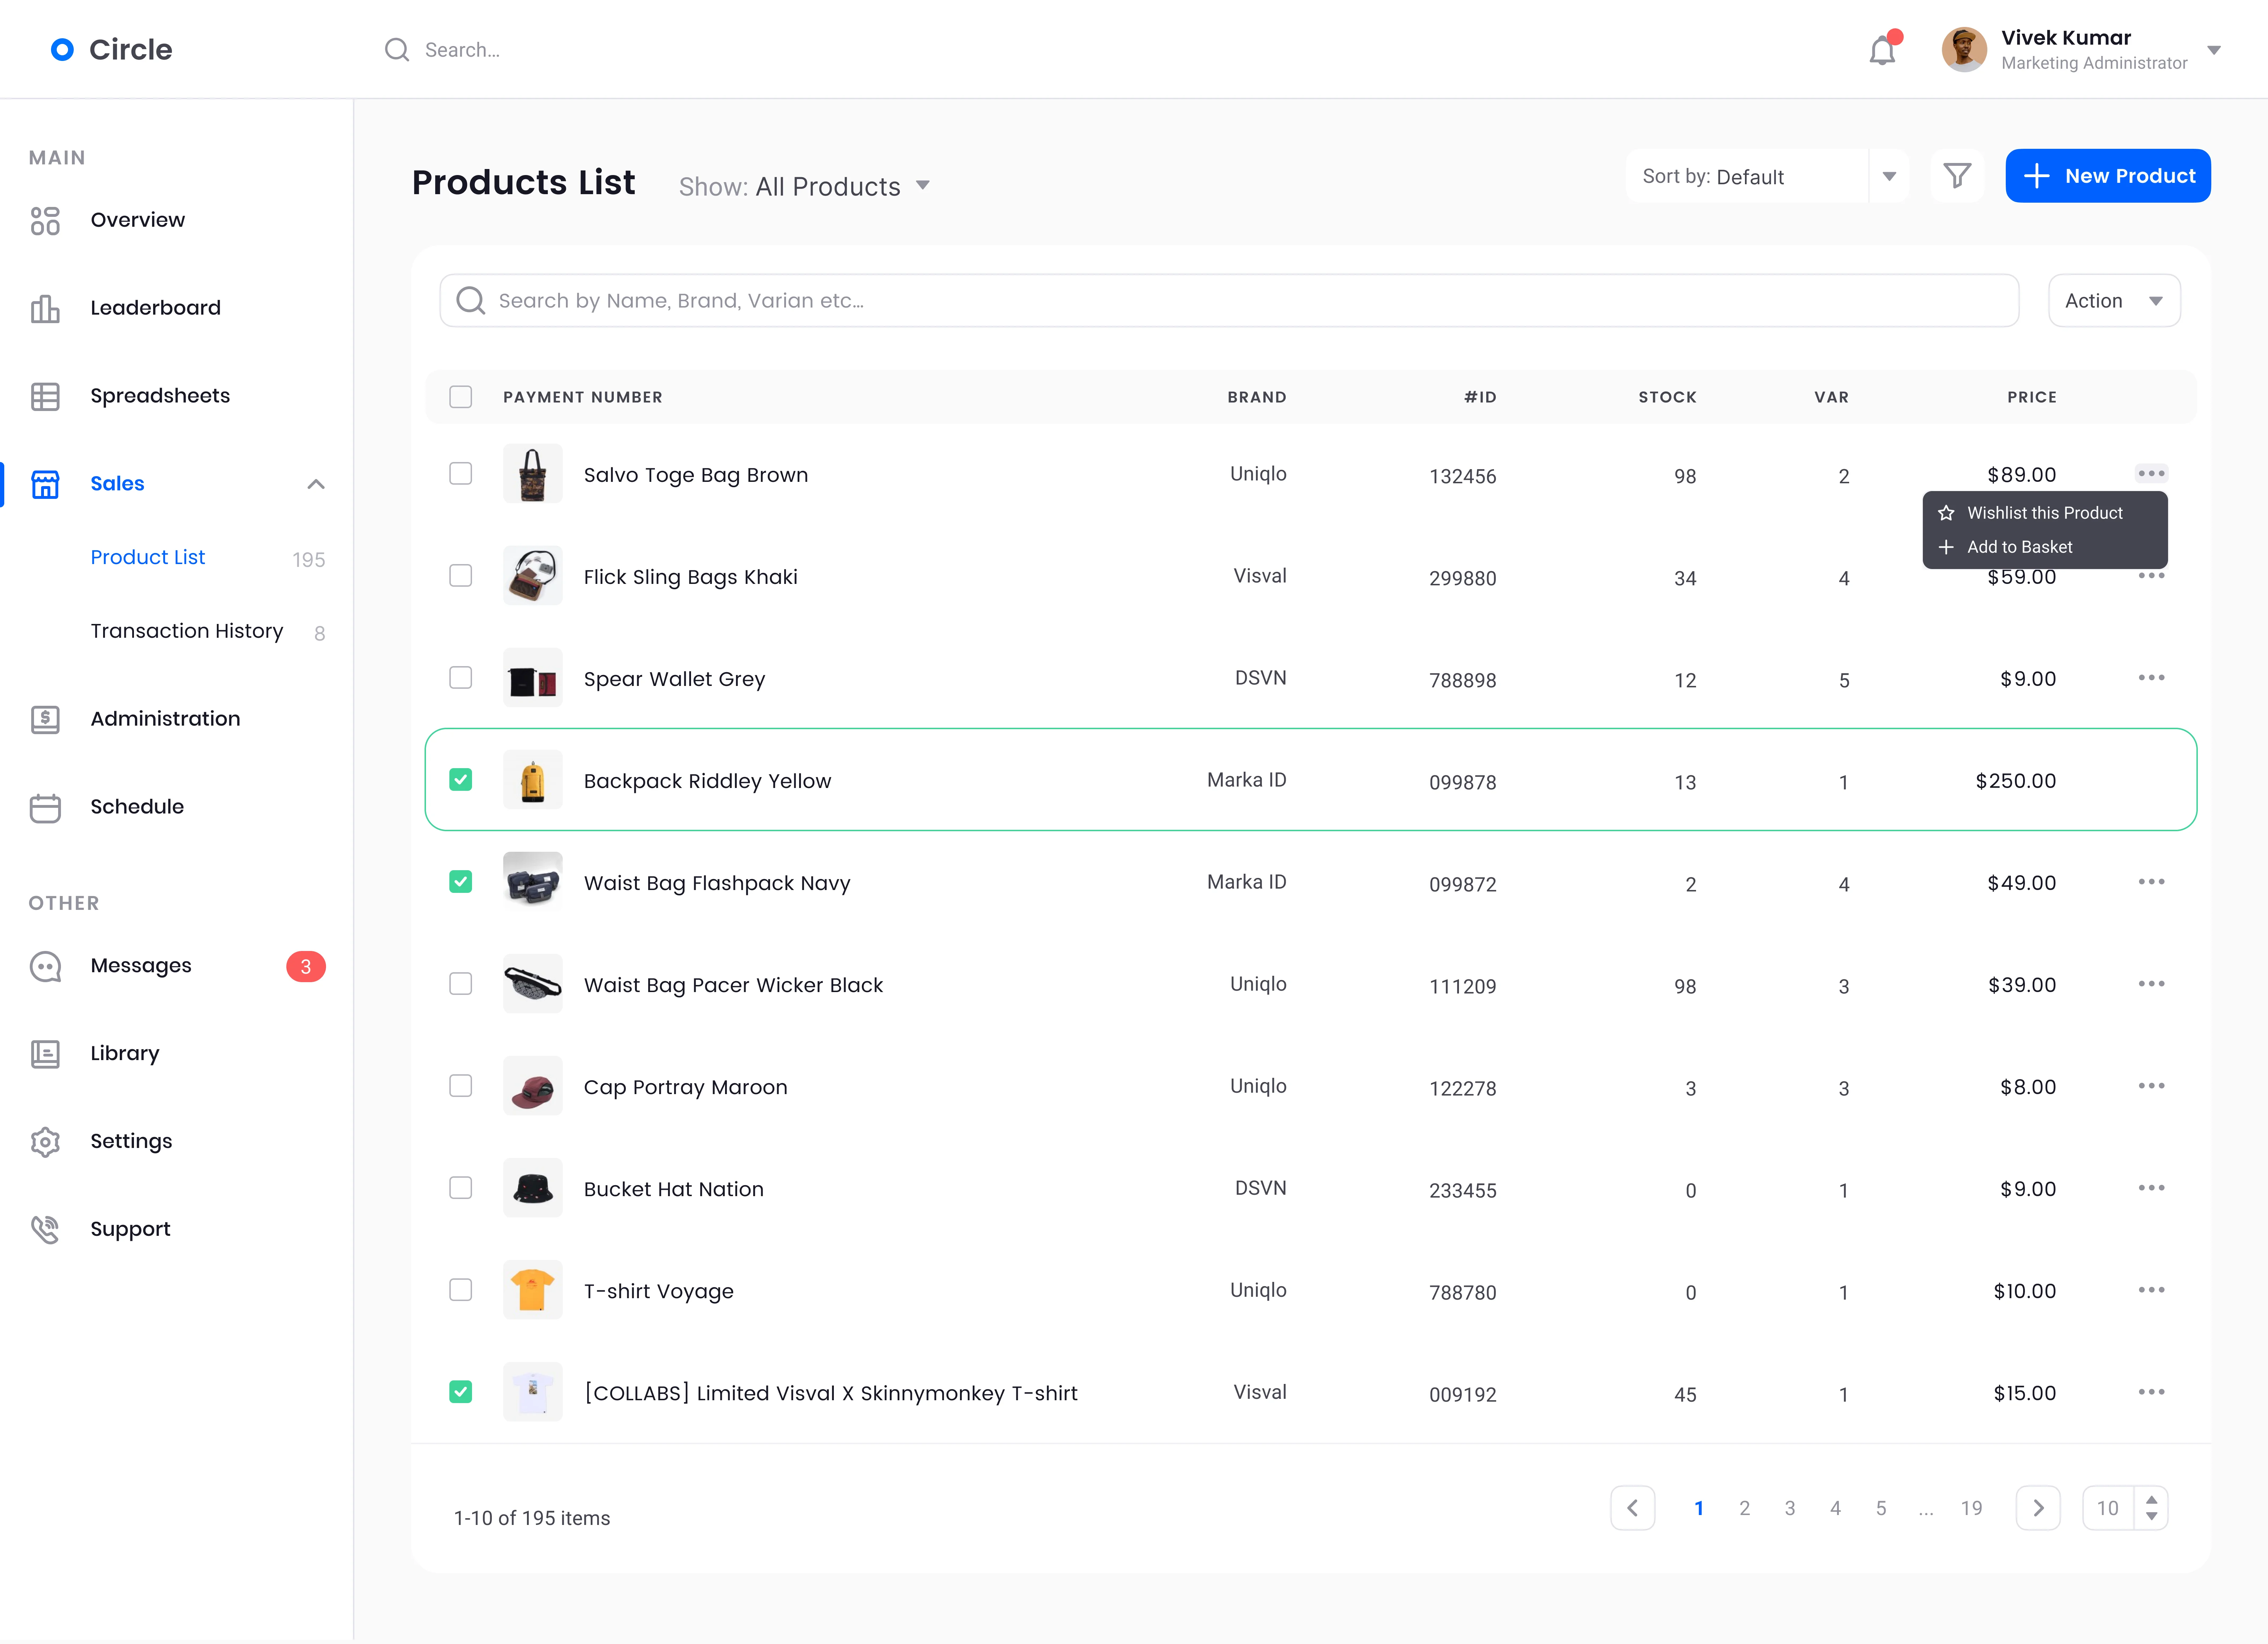 Circle
Search...
Vivek Kumar
Marketing Administrator
MAIN
Overview
Leaderboard
Spreadsheets
Sales
Product List 195
Transaction History 8
Administration
Schedule
OTHER
Messages 3
Library
Settings
Support
Products List
Show: All Products
Sort by: Default
New Product
Search by Name, Brand, Varian etc...
Action
PAYMENT NUMBER BRAND #ID STOCK VAR PRICE
Salvo Toge Bag Brown Uniqlo 132456 98 2 $89.00
Wishlist this Product
Add to Basket
Flick Sling Bags Khaki Visval 299880 34 4 $59.00
Spear Wallet Grey DSVN 788898 12 5 $9.00
Backpack Riddley Yellow Marka ID 099878 13 1 $250.00
Waist Bag Flashpack Navy Marka ID 099872 2 4 $49.00
Waist Bag Pacer Wicker Black Uniqlo 111209 98 3 $39.00
Cap Portray Maroon Uniqlo 122278 3 3 $8.00
Bucket Hat Nation DSVN 233455 0 1 $9.00
T-shirt Voyage Uniqlo 788780 0 1 $10.00
[COLLABS] Limited Visval X Skinnymonkey T-shirt Visval 009192 45 1 $15.00
1-10 of 195 items
1 2 3 4 5 ... 19
10